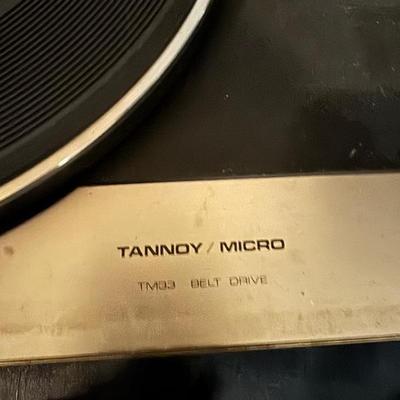 TANNOY / MICRO
TM33 BELT DRIVE